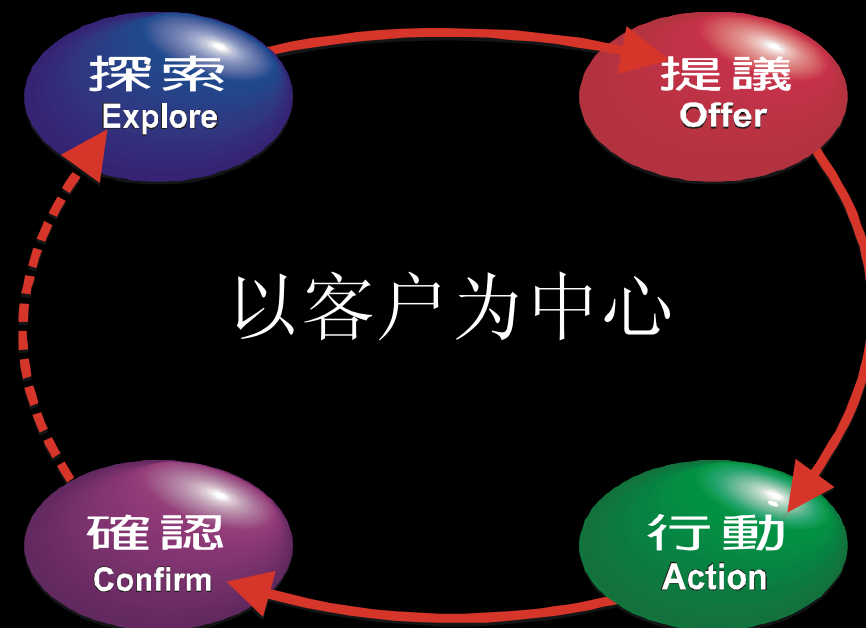 探索
Explore
提議
Offer
以客户为中心
確認
Confirm
行動
Action